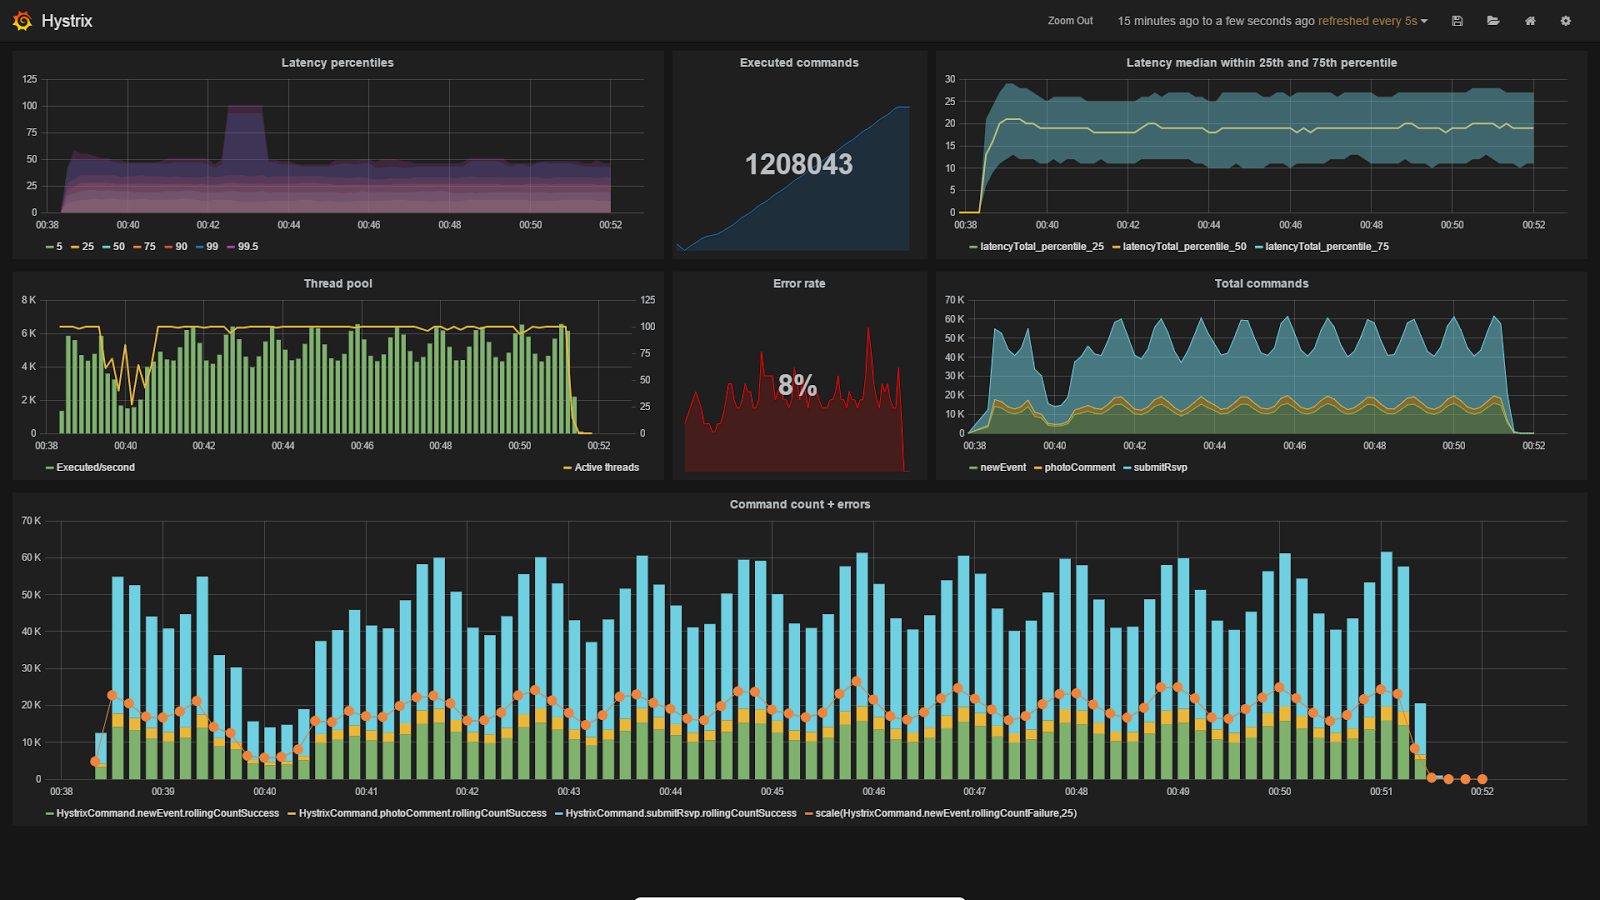 Hystrix
Zoom Out 15 minutes ago to a few seconds ago refreshed every 5s
Latency percentiles
125
100
75
50
25
0
00:38 00:40 00:42 00:44 00:46 00:48 00:50 00:52
5 25 50 75 90 99 99.5
Executed commands
1208043
Latency median within 25th and 75th percentile
30
25
20
15
10
5
0
00:38 00:40 00:42 00:44 00:46 00:48 00:50 00:52
latencyTotal_percentile_25 latencyTotal_percentile_50 latencyTotal_percentile_75
Thread pool
8 K 125
6 K 100
4 K 75
2 K 50
0 25
0
00:38 00:40 00:42 00:44 00:46 00:48 00:50 00:52
Executed/second Active threads
Error rate
8%
Total commands
70 K
60 K
50 K
40 K
30 K
20 K
10 K
0
00:38 00:40 00:42 00:44 00:46 00:48 00:50 00:52
newEvent photoComment submitRsvp
Command count + errors
70 K
60 K
50 K
40 K
30 K
20 K
10 K
0
00:38 00:39 00:40 00:41 00:42 00:43 00:44 00:45 00:46 00:47 00:48 00:49 00:50 00:51 00:52
HystrixCommand.newEvent.rollingCountSuccess HystrixCommand.photoComment.rollingCountSuccess HystrixCommand.submitRsvp.rollingCountSuccess scale(HystrixCommand.newEvent.rollingCountFailure,25)